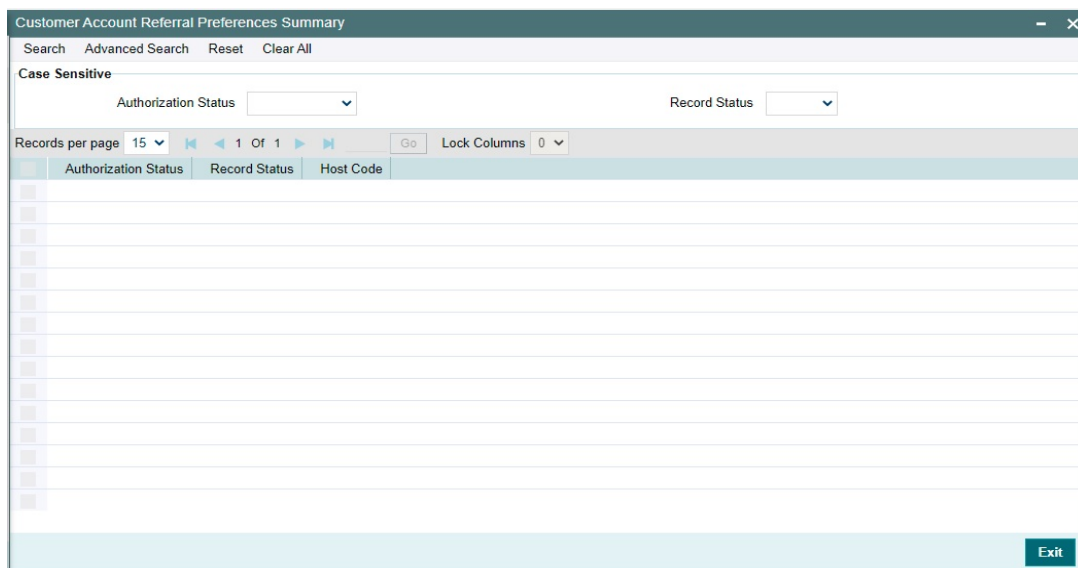 Customer Account Referral Preferences Summary
Search Advanced Search Reset Clear All
Case Sensitive
Authorization Status Record Status
Records per page 15 1 Of 1 Go Lock Columns 0
Authorization Status Record Status Host Code
Exit